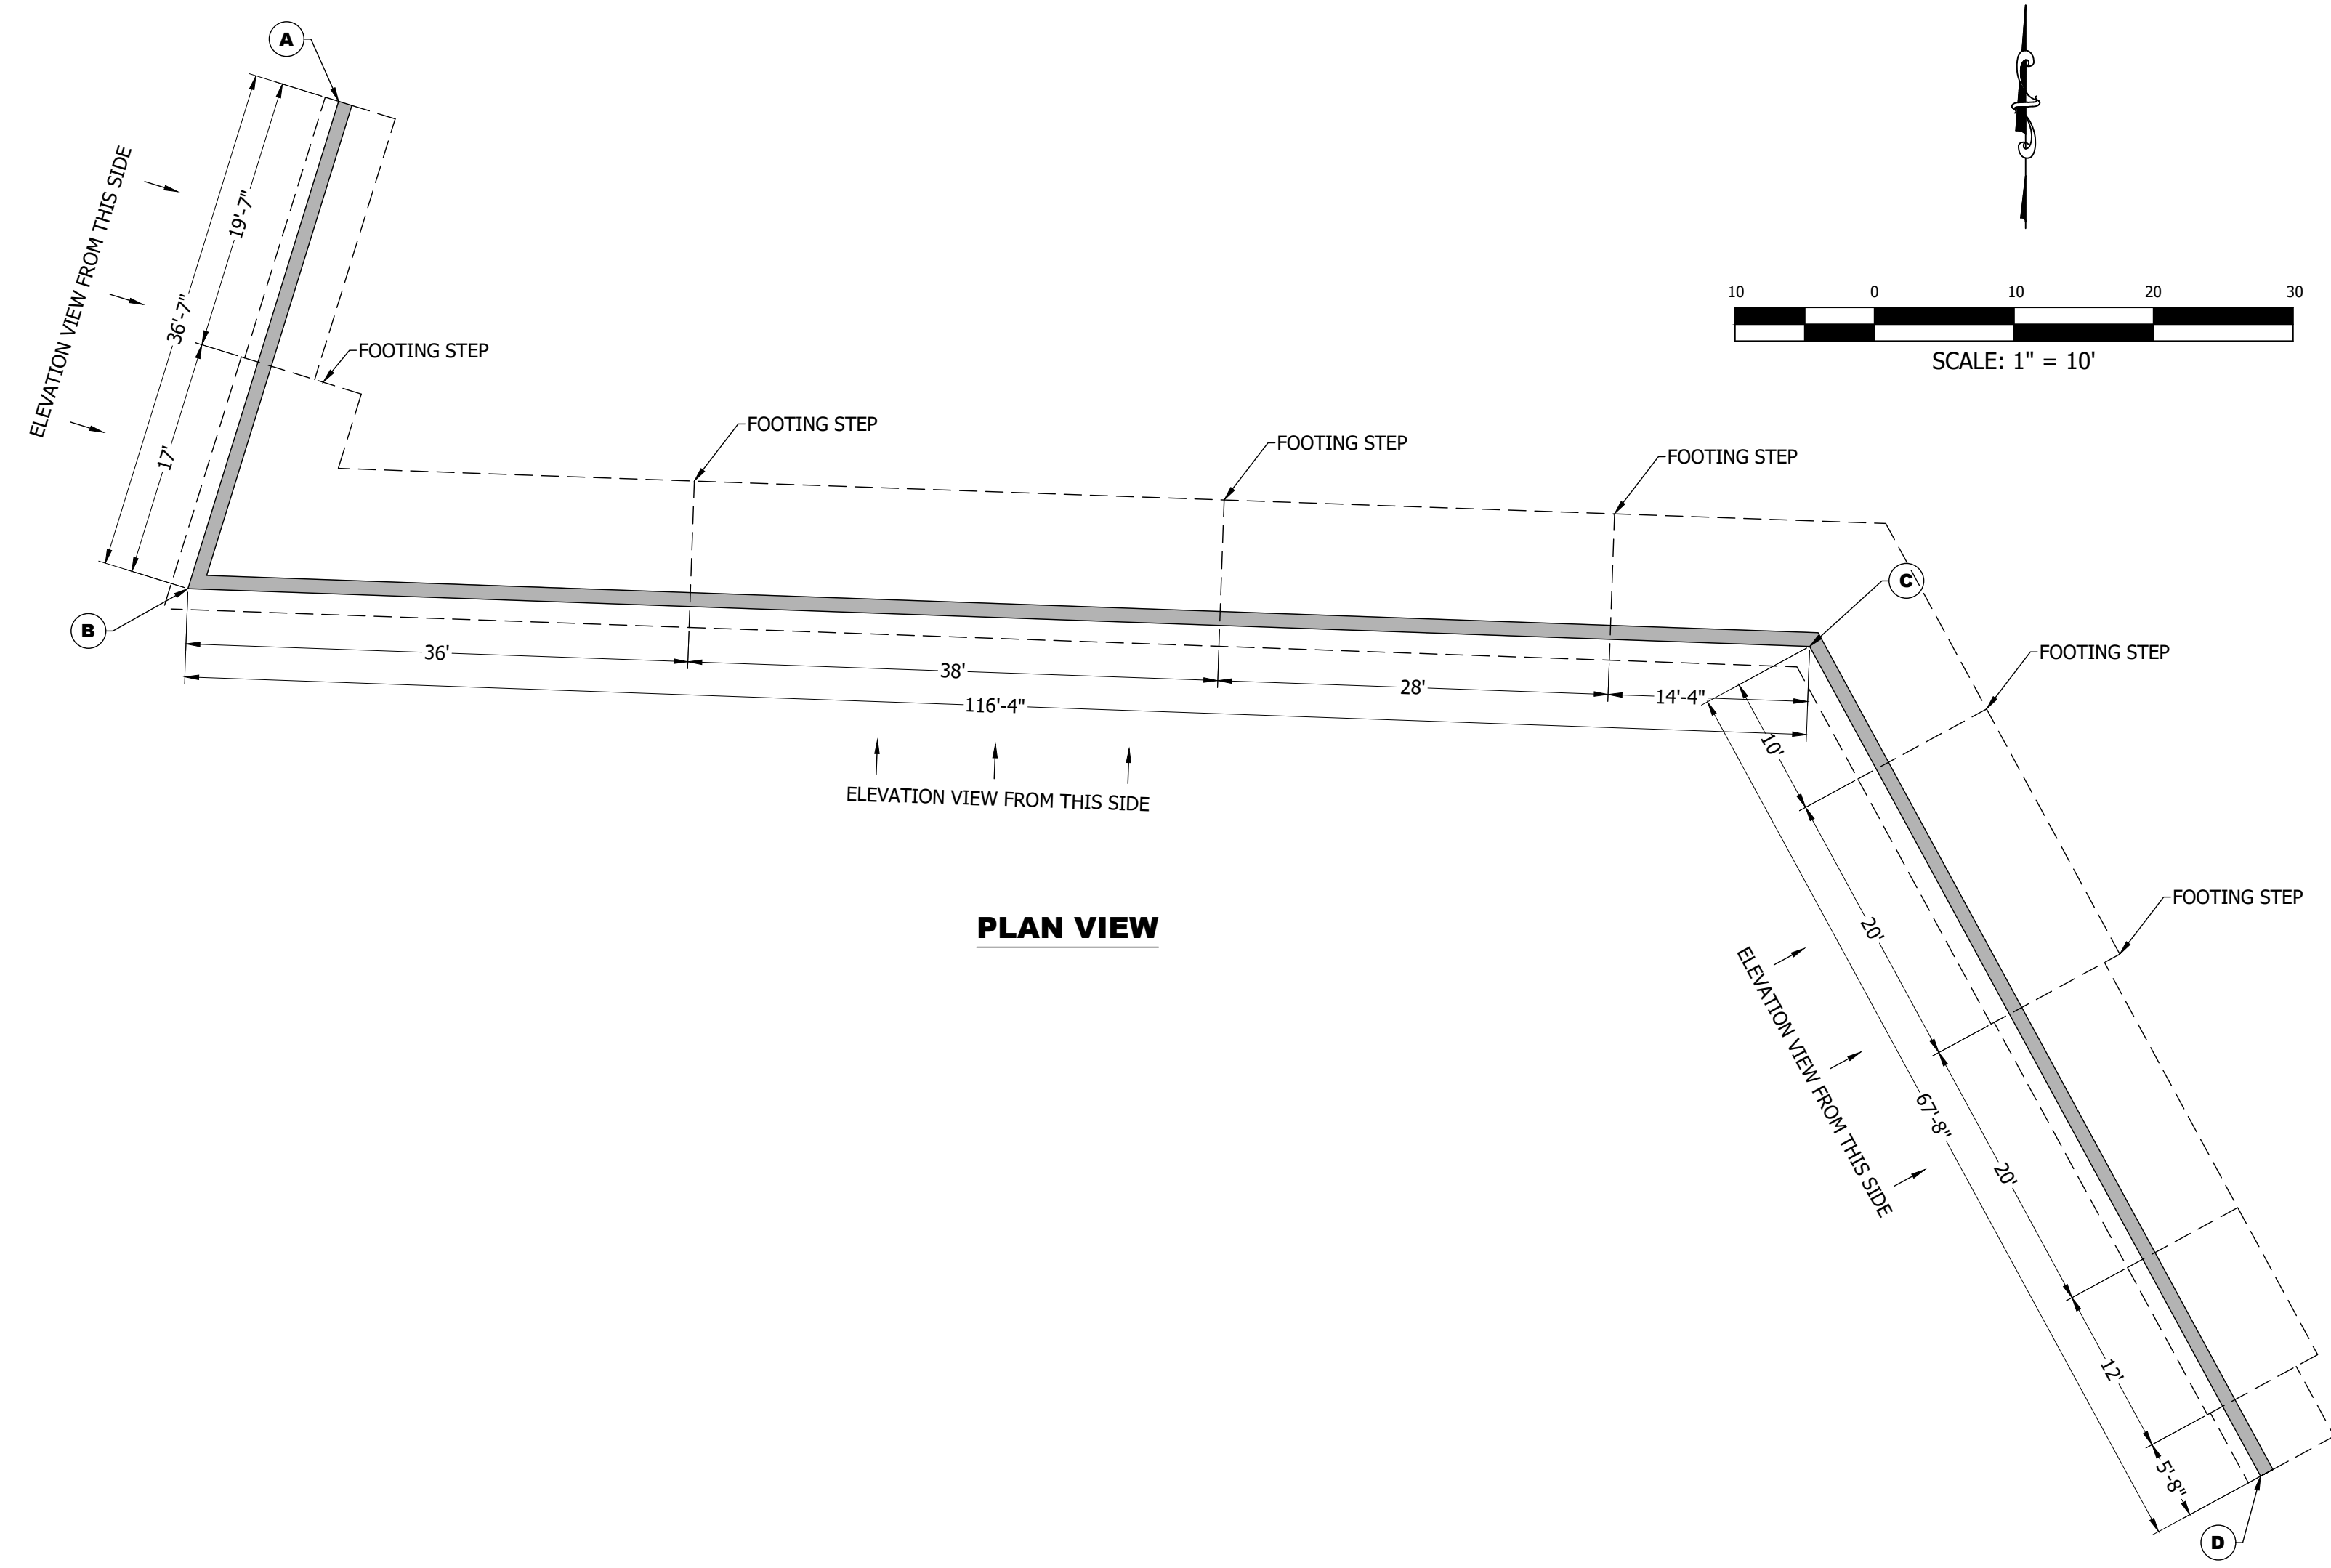 A
10 0 10 20 30
SCALE: 1" = 10'
ELEVATION VIEW FROM THIS SIDE
19'-7"
36'-7"
17'
FOOTING STEP
FOOTING STEP
FOOTING STEP
FOOTING STEP
B
C
36'
38'
28'
14'-4"
116'-4"
ELEVATION VIEW FROM THIS SIDE
FOOTING STEP
10'
PLAN VIEW
FOOTING STEP
20'
ELEVATION VIEW FROM THIS SIDE
67'-8"
20'
12'
5'-8"
D